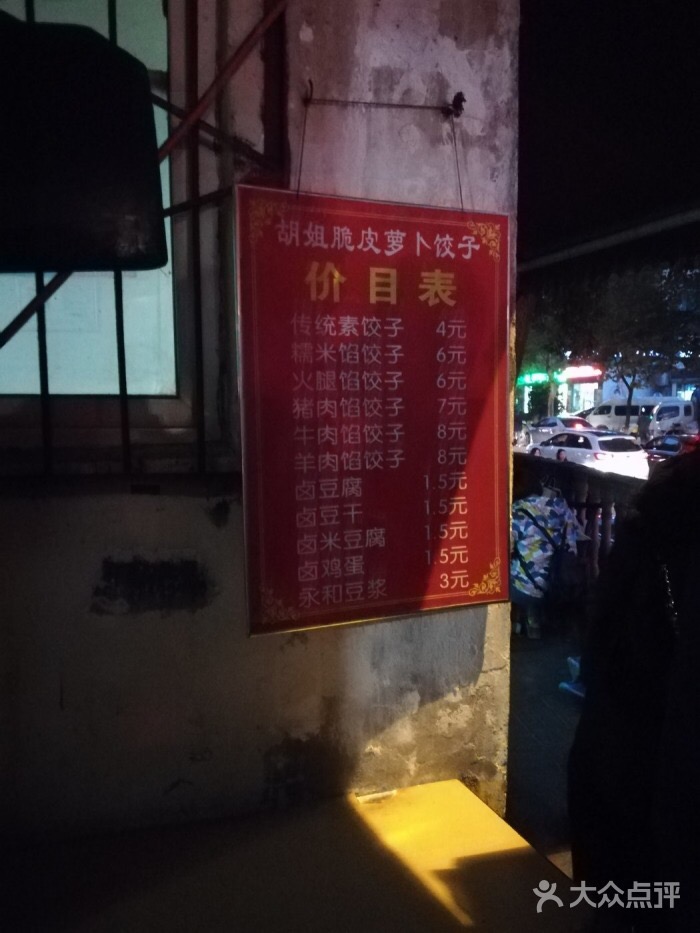 胡姐脆皮萝卜饺子
价目表
传统素饺子 4元
糯米馅饺子 6元
火腿馅饺子 6元
猪肉馅饺子 7元
牛肉馅饺子 8元
羊肉馅饺子 8元
卤豆腐 1.5元
卤豆干 1.5元
卤米豆腐 1.5元
卤鸡蛋 1.5元
永和豆浆 3元
大众点评